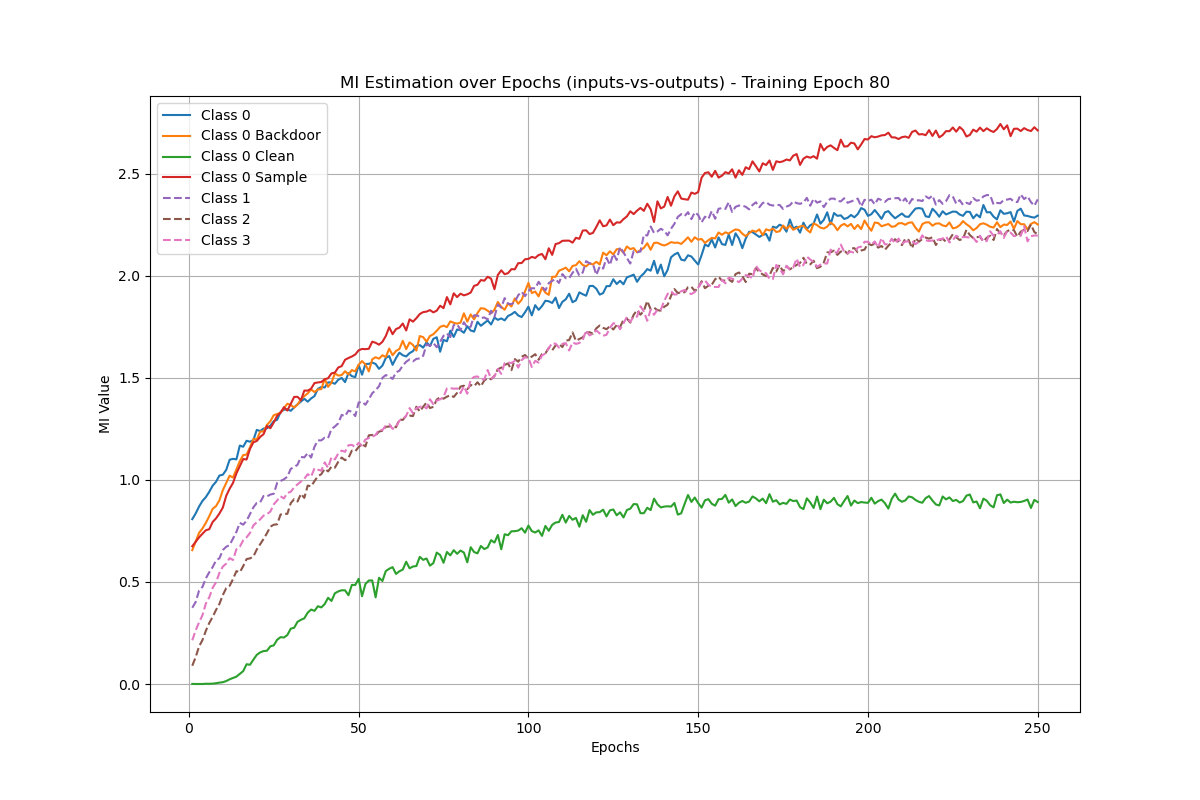 MI Estimation over Epochs (inputs-vs-outputs) - Training Epoch 80
Class 0
Class 0 Backdoor
Class 0 Clean
Class 0 Sample
Class 1
Class 2
Class 3
MI Value
2.5
2.0
1.5
1.0
0.5
0.0
0 50 100 150 200 250
Epochs